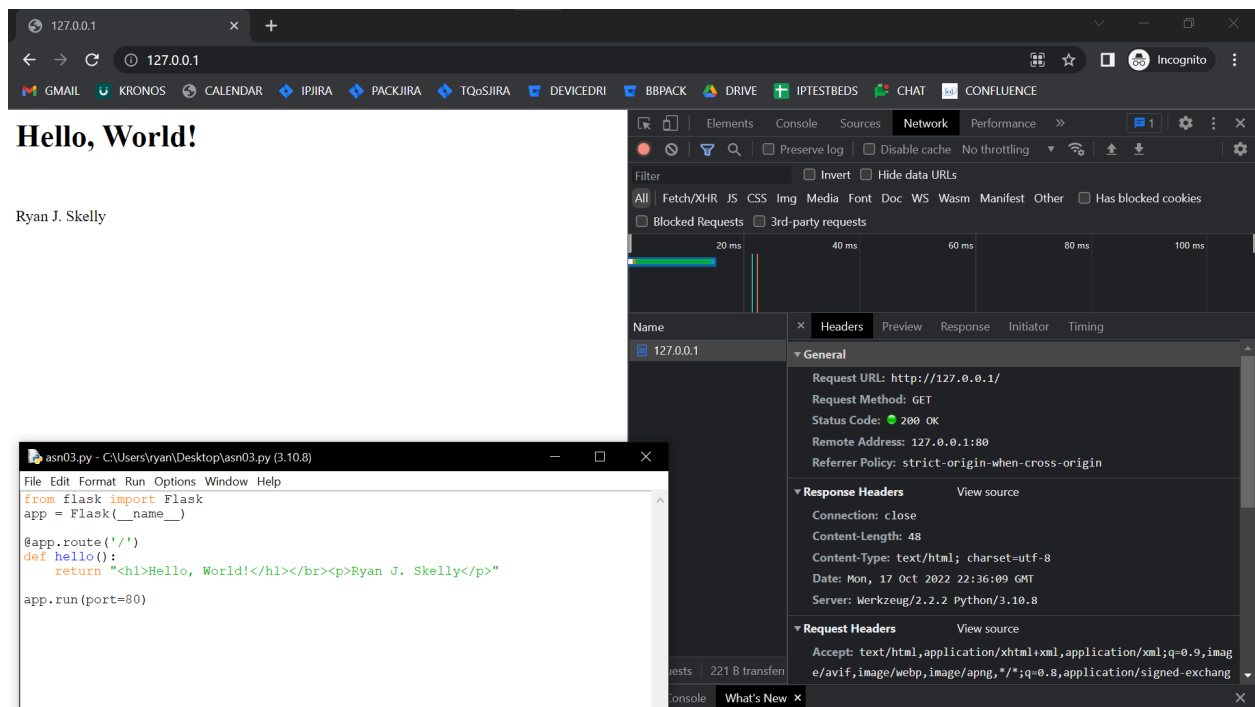 127.0.0.1
127.0.0.1
Incognito
GMAIL KRONOS CALENDAR IPJIRA PACKJIRA TQoSJIRA DEVICEDRI BBPACK DRIVE IPTESTBEDS CHAT CONFLUENCE
Hello, World!
Ryan J. Skelly
Elements Console Sources Network Performance » 1
Preserve log Disable cache No throttling
Filter Invert Hide data URLs
All Fetch/XHR JS CSS Img Media Font Doc WS Wasm Manifest Other Has blocked cookies
Blocked Requests 3rd-party requests
20 ms 40 ms 60 ms 80 ms 100 ms
Name
127.0.0.1
Headers Preview Response Initiator Timing
General
Request URL: http://127.0.0.1/
Request Method: GET
Status Code: 200 OK
Remote Address: 127.0.0.1:80
Referrer Policy: strict-origin-when-cross-origin
Response Headers View source
Connection: close
Content-Length: 48
Content-Type: text/html; charset=utf-8
Date: Mon, 17 Oct 2022 22:36:09 GMT
Server: Werkzeug/2.2.2 Python/3.10.8
Request Headers View source
Accept: text/html,application/xhtml+xml,application/xml;q=0.9,imag
e/avif,image/webp,image/apng,*/*;q=0.8,application/signed-exchang
uests 221 B transferr
Console What's New
asn03.py - C:\Users\ryan\Desktop\asn03.py (3.10.8)
File Edit Format Run Options Window Help
from flask import Flask
app = Flask(__name__)
@app.route('/')
def hello():
return "<h1>Hello, World!</h1></br><p>Ryan J. Skelly</p>"
app.run(port=80)